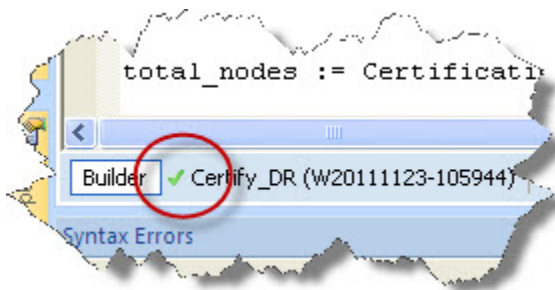 total_nodes := Certificati
Builder Certify_DR (W20111123-105944)
Syntax Errors